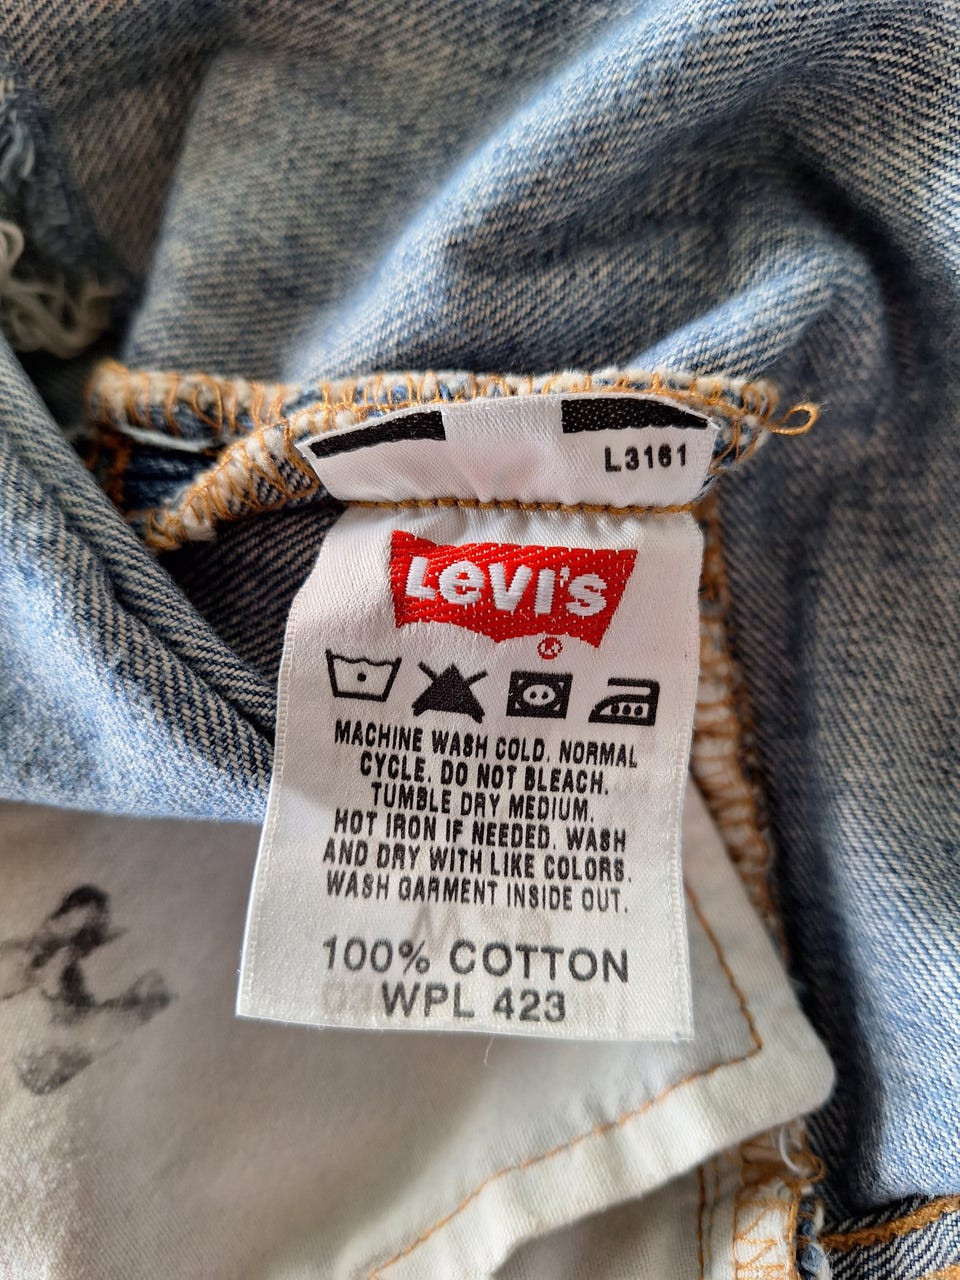 L3161
LEVI'S
®
MACHINE WASH COLD. NORMAL
CYCLE. DO NOT BLEACH.
TUMBLE DRY MEDIUM.
HOT IRON IF NEEDED. WASH
AND DRY WITH LIKE COLORS.
WASH GARMENT INSIDE OUT.
100% COTTON
WPL 423